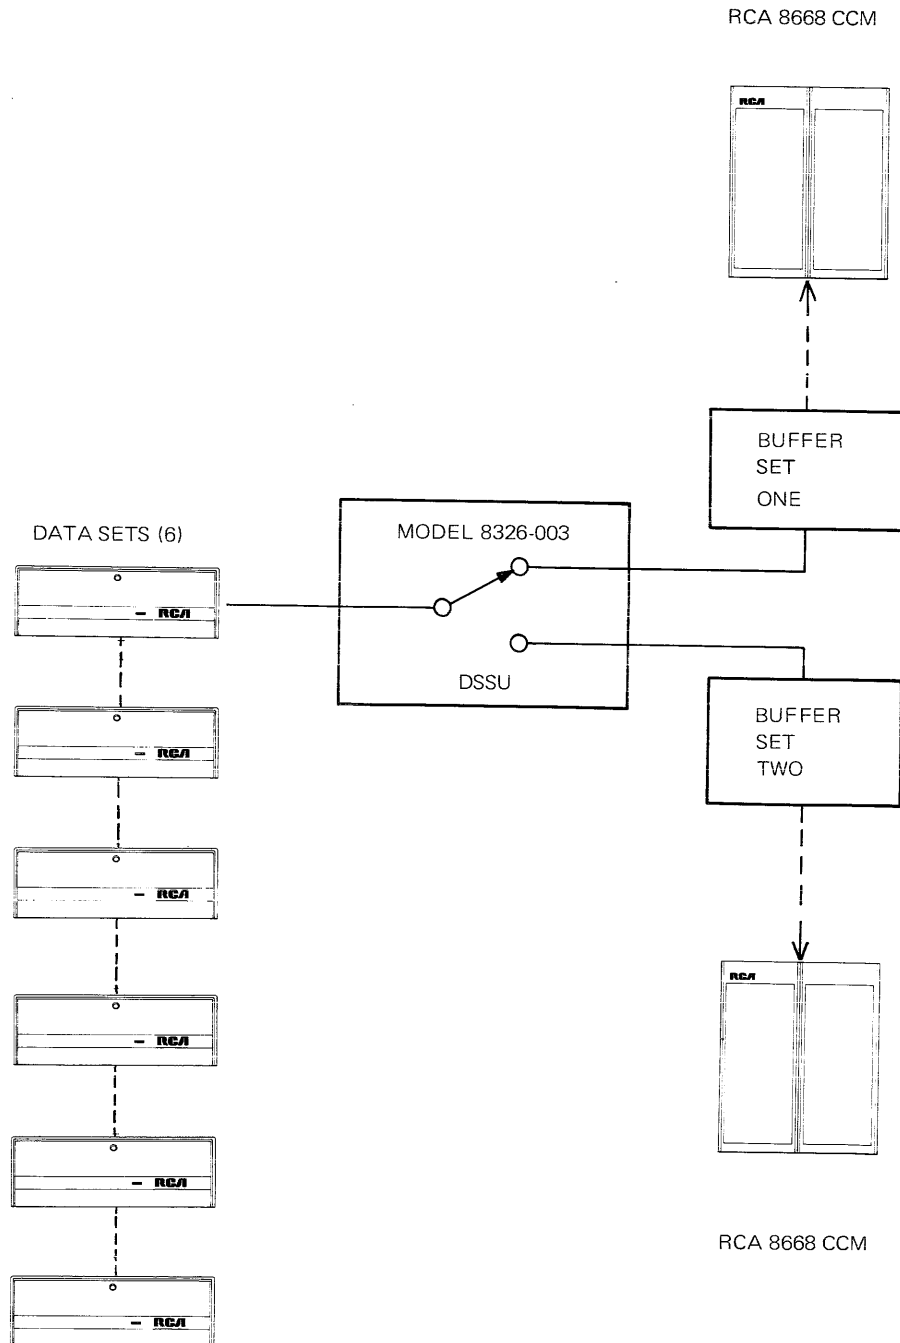 RCA 8668 CCM
RCA
BUFFER
SET
ONE
DATA SETS (6)
MODEL 8326-003
DSSU
RCA
RCA
RCA
RCA
RCA
RCA
BUFFER
SET
TWO
RCA
RCA 8668 CCM